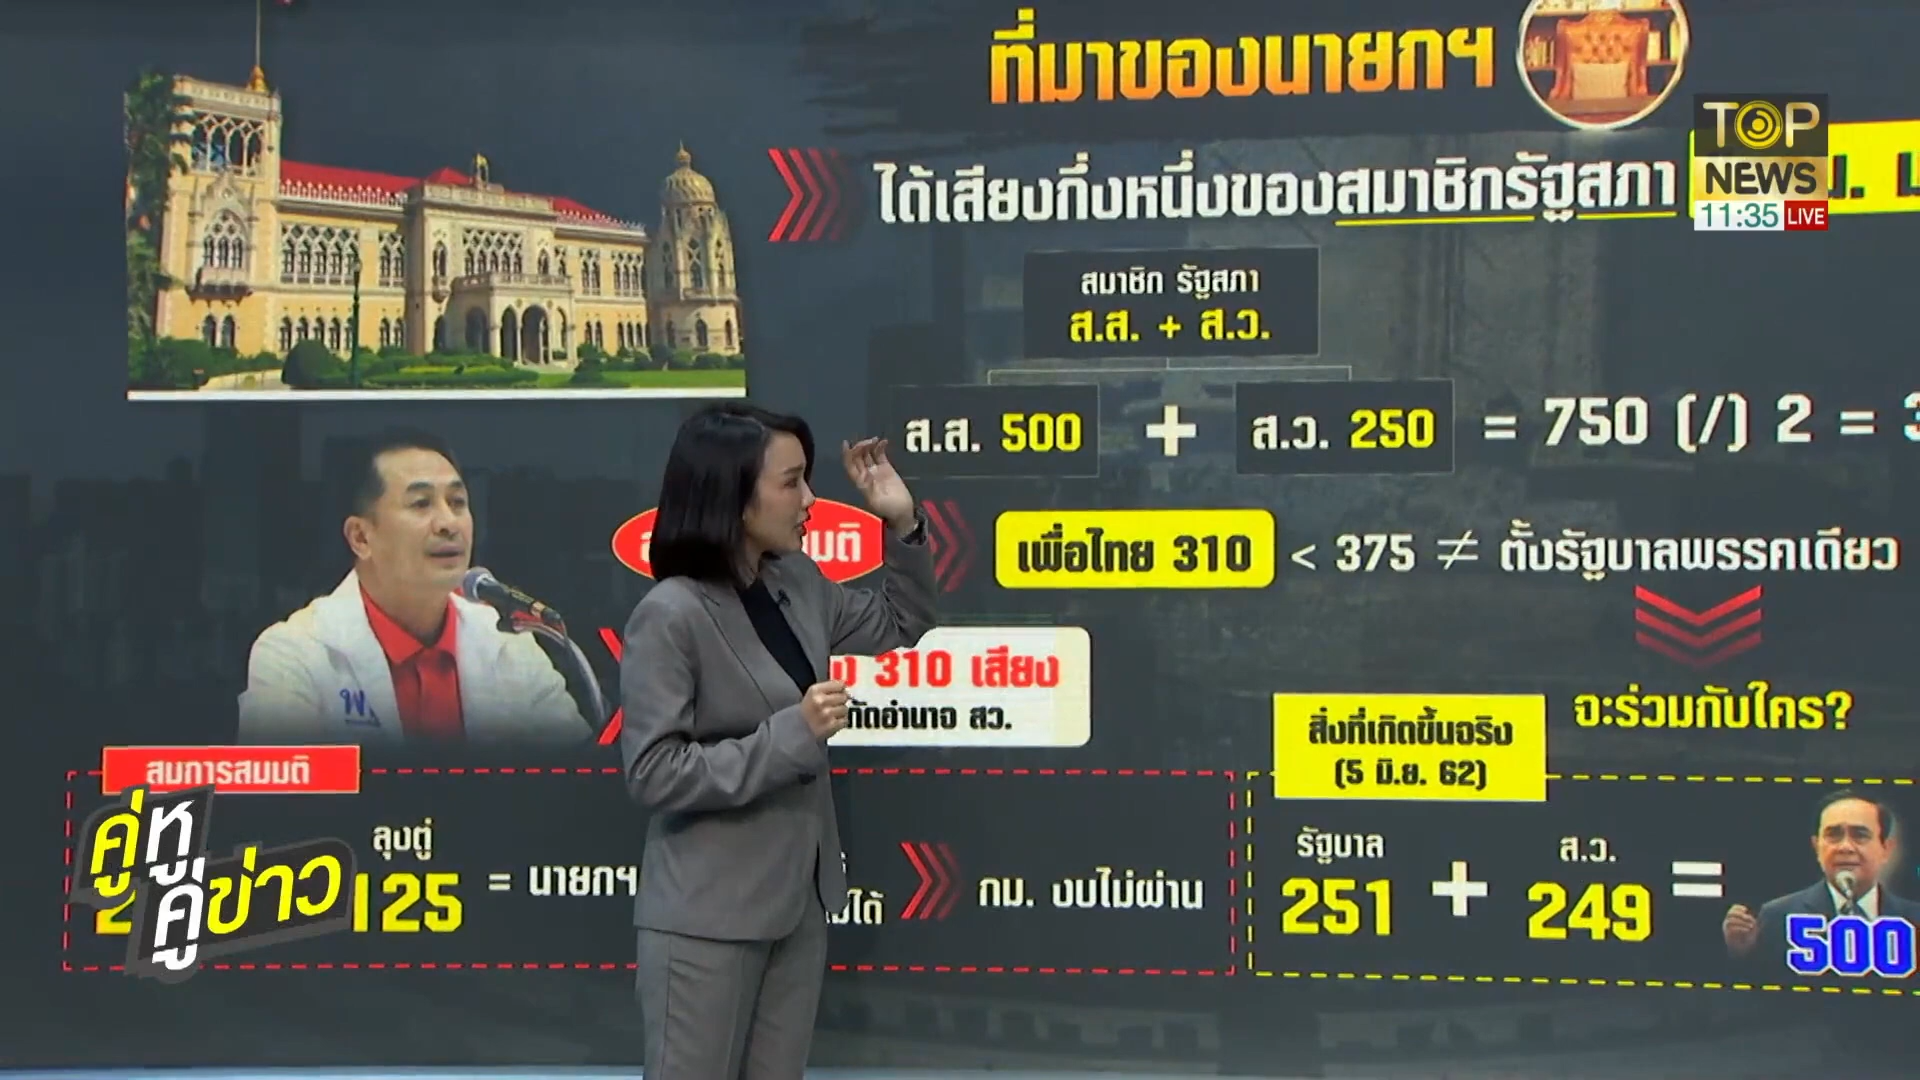 ที่มาของนายกฯ
TOP
NEWS
11:35 LIVE
ได้เสียงกึ่งหนึ่งของสมาชิกรัฐสภา
สมาชิก รัฐสภา
ส.ส. + ส.ว.
ส.ส. 500 + ส.ว. 250 = 750 (/) 2 =
มติ
เพื่อไทย 310 < 375 ≠ ตั้งรัฐบาลพรรคเดียว
310 เสียง
อำนาจ สว.
จะร่วมกับใคร?
สิ่งที่เกิดขึ้นจริง
(5 มิ.ย. 62)
สมการสมมติ
คู่หู
คู่ข่าว
ลุงตู่
125 = นายกฯ
กม. งบไม่ผ่าน
รัฐบาล
251 +
ส.ว.
249 =
500